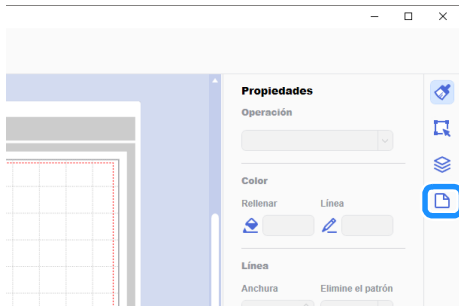 Propiedades
Operación
Color
Rellenar Línea
Línea
Anchura Elimine el patrón